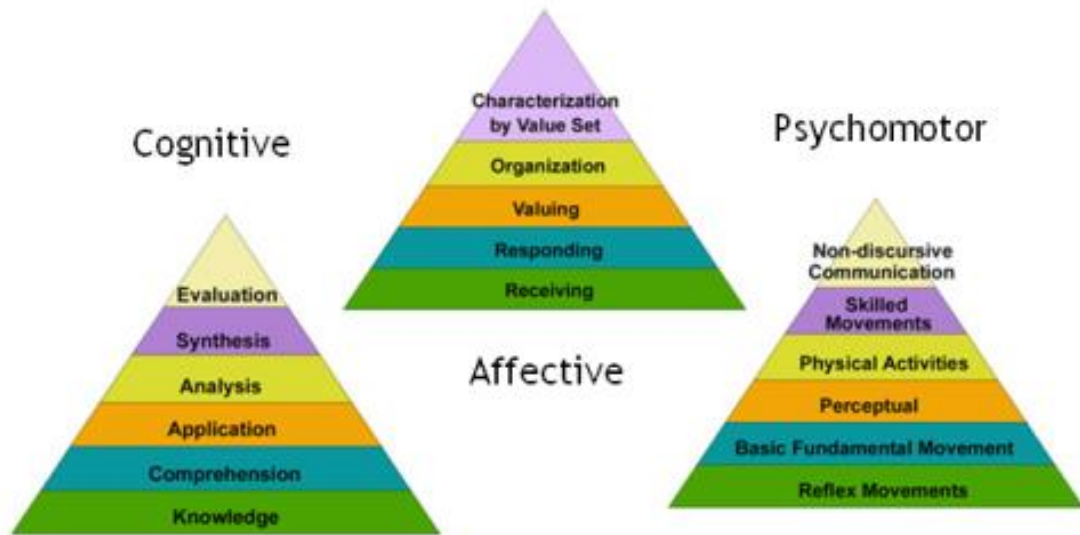 Cognitive
Evaluation
Synthesis
Analysis
Application
Comprehension
Knowledge
Characterization
by Value Set
Organization
Valuing
Responding
Receiving
Affective
Psychomotor
Non-discursive
Communication
Skilled
Movements
Physical Activities
Perceptual
Basic Fundamental Movement
Reflex Movements